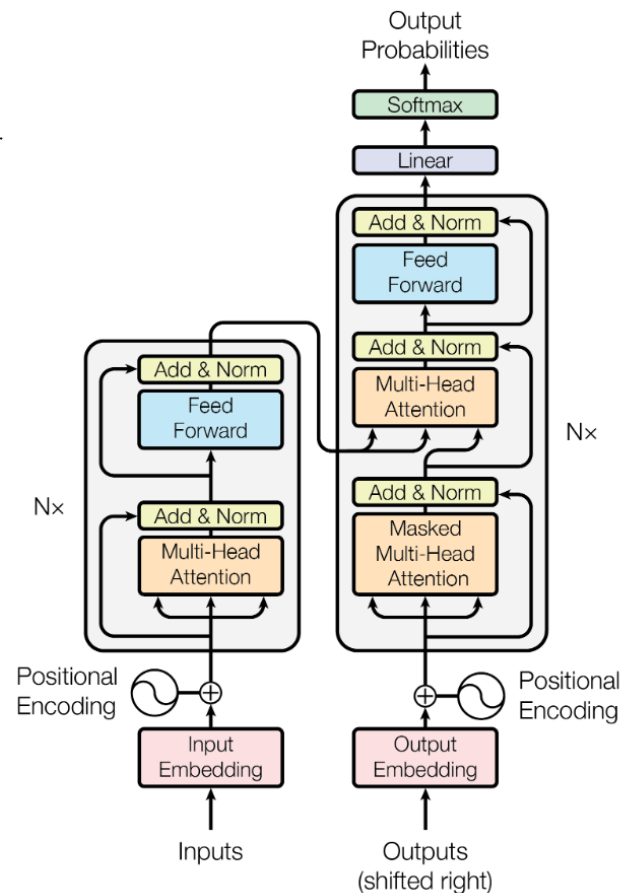 Output
Probabilities
Softmax
Linear
Add & Norm
Feed
Forward
Add & Norm
Multi-Head
Attention
Add & Norm
Masked
Multi-Head
Attention
N×
Add & Norm
Feed
Forward
Add & Norm
Multi-Head
Attention
N×
Positional
Encoding
Positional
Encoding
Input
Embedding
Output
Embedding
Inputs
Outputs
(shifted right)